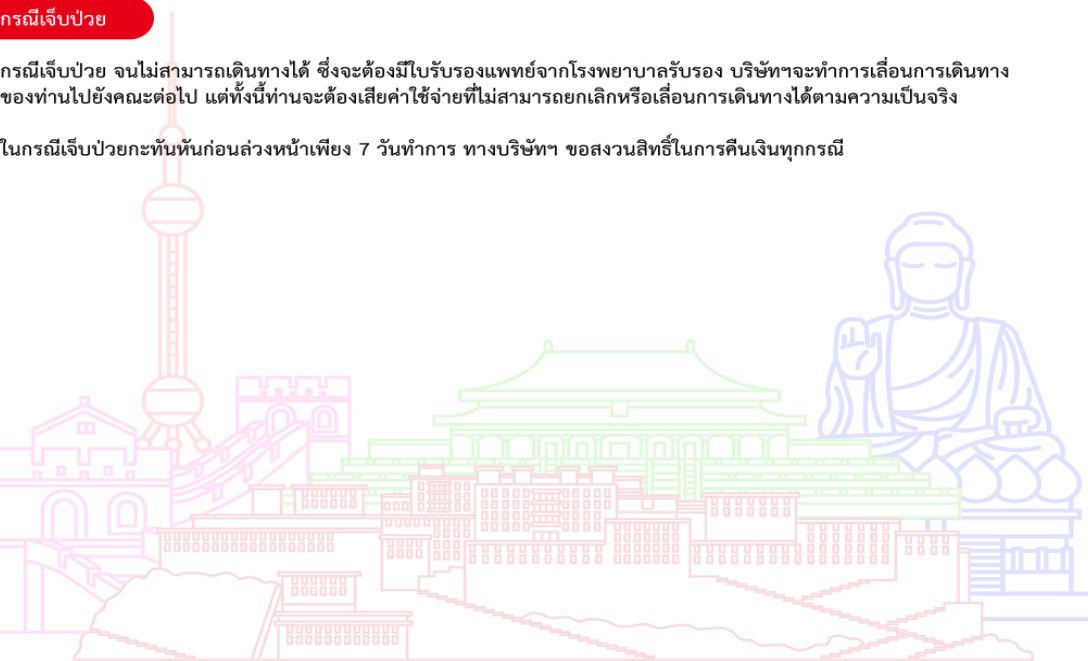 กรณีเจ็บป่วย
กรณีเจ็บป่วย จนไม่สามารถเดินทางได้ ซึ่งจะต้องมีใบรับรองแพทย์จากโรงพยาบาลรับรอง บริษัทฯจะทำการเลื่อนการเดินทาง
ของท่านไปยังคณะต่อไป แต่ทั้งนี้ท่านจะต้องเสียค่าใช้จ่ายที่ไม่สามารถยกเลิกหรือเลื่อนการเดินทางได้ตามความเป็นจริง
ในกรณีเจ็บป่วยกะทันหันก่อนล่วงหน้าเพียง 7 วันทำการ ทางบริษัทฯ ขอสงวนสิทธิ์ในการคืนเงินทุกกรณี